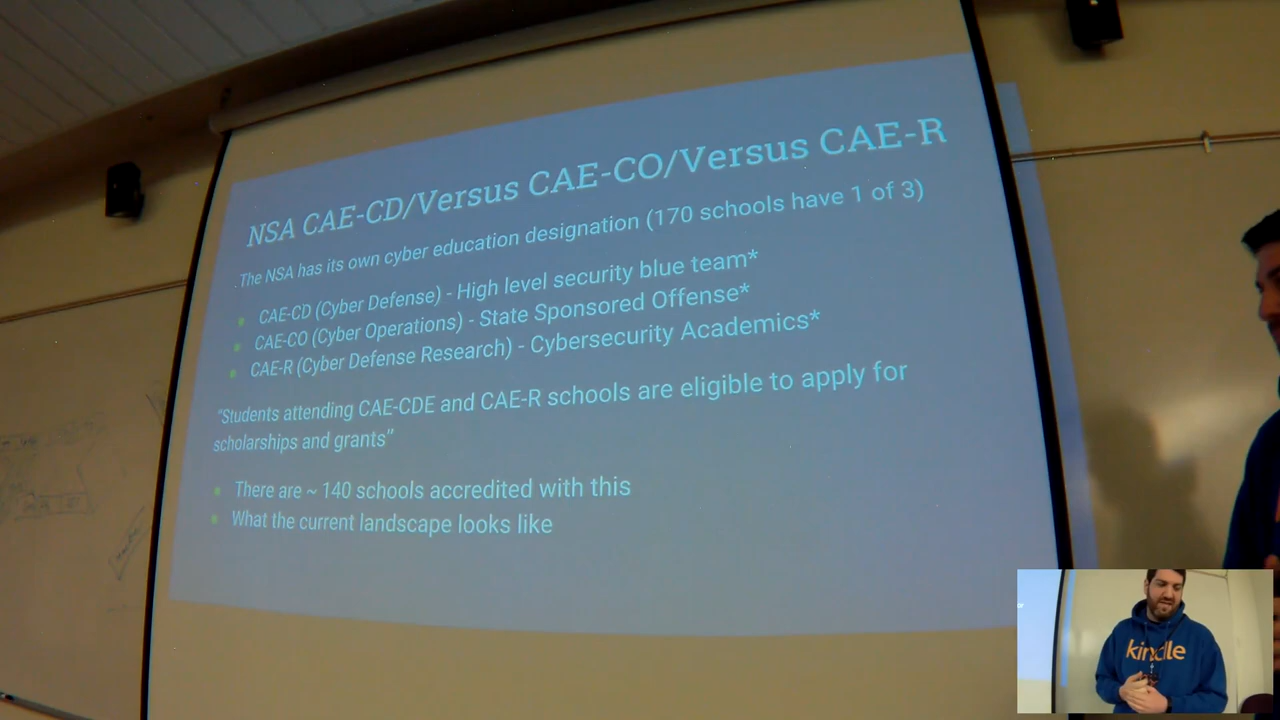 NSA CAE-CD/Versus CAE-CO/Versus CAE-R
The NSA has its own cyber education designation (170 schools have 1 of 3)
CAE-CD (Cyber Defense) - High level security blue team*
CAE-CO (Cyber Operations) - State Sponsored Offense*
CAE-R (Cyber Defense Research) - Cybersecurity Academics*
"Students attending CAE-CDE and CAE-R schools are eligible to apply for
scholarships and grants"
There are ~ 140 schools accredited with this
What the current landscape looks like
kindle